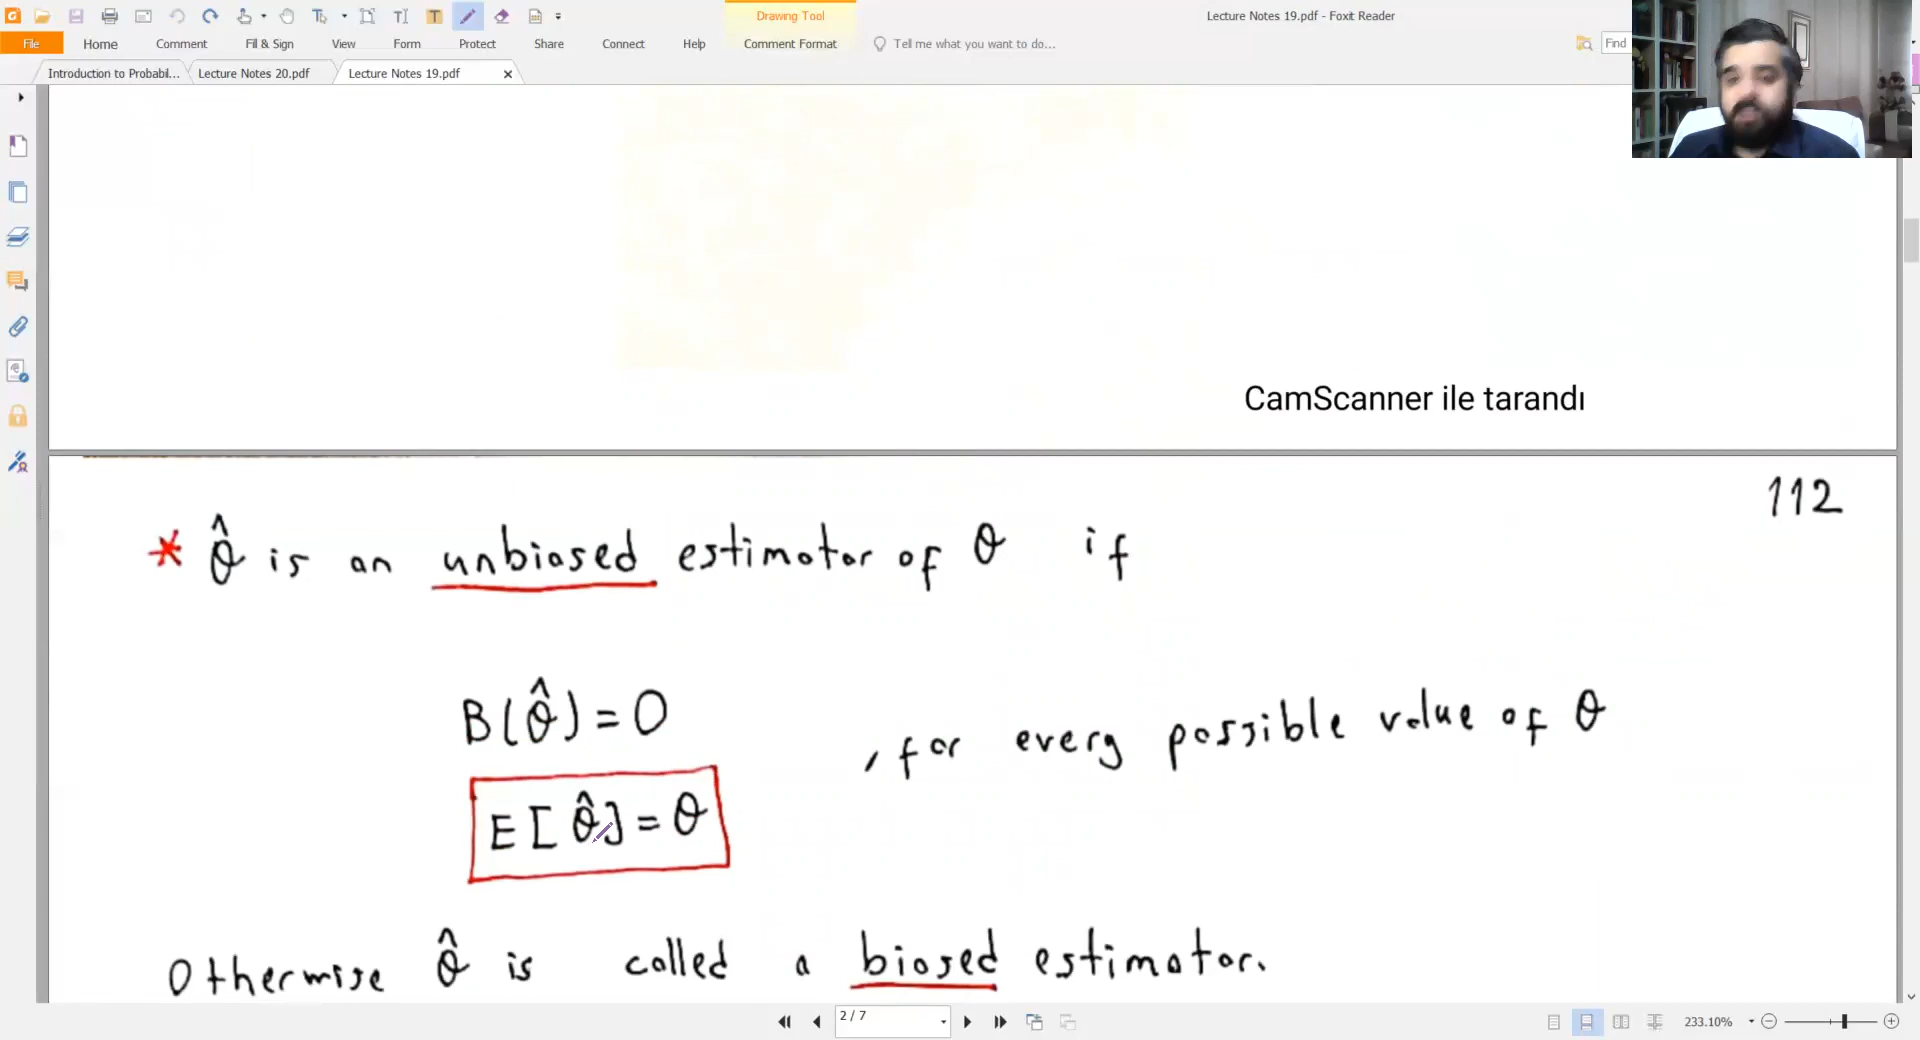 Lecture Notes 19.pdf - Foxit Reader
Drawing Tool
File Home Comment Fill & Sign View Form Protect Share Connect Help Comment Format Tell me what you want to do... Find
Introduction to Probabil... Lecture Notes 20.pdf Lecture Notes 19.pdf
CamScanner ile tarandı
112
* θ̂ is an unbiased estimator of θ if
B(θ̂) = 0
, for every possible value of θ
E[θ̂] = θ
Otherwise θ̂ is called a biased estimator.
2 / 7
233.10%